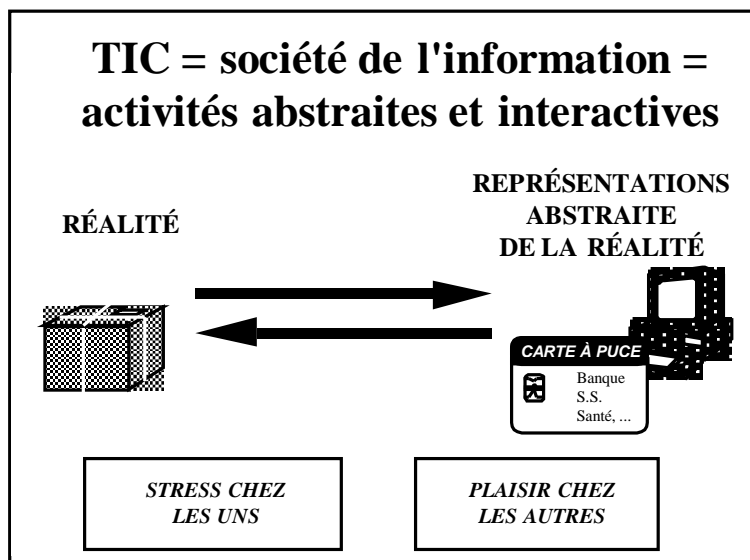 TIC = société de l'information =
activités abstraites et interactives
RÉALITÉ
REPRÉSENTATIONS
ABSTRAITE
DE LA RÉALITÉ
CARTE À PUCE
Banque
S.S.
Santé, ...
STRESS CHEZ
LES UNS
PLAISIR CHEZ
LES AUTRES